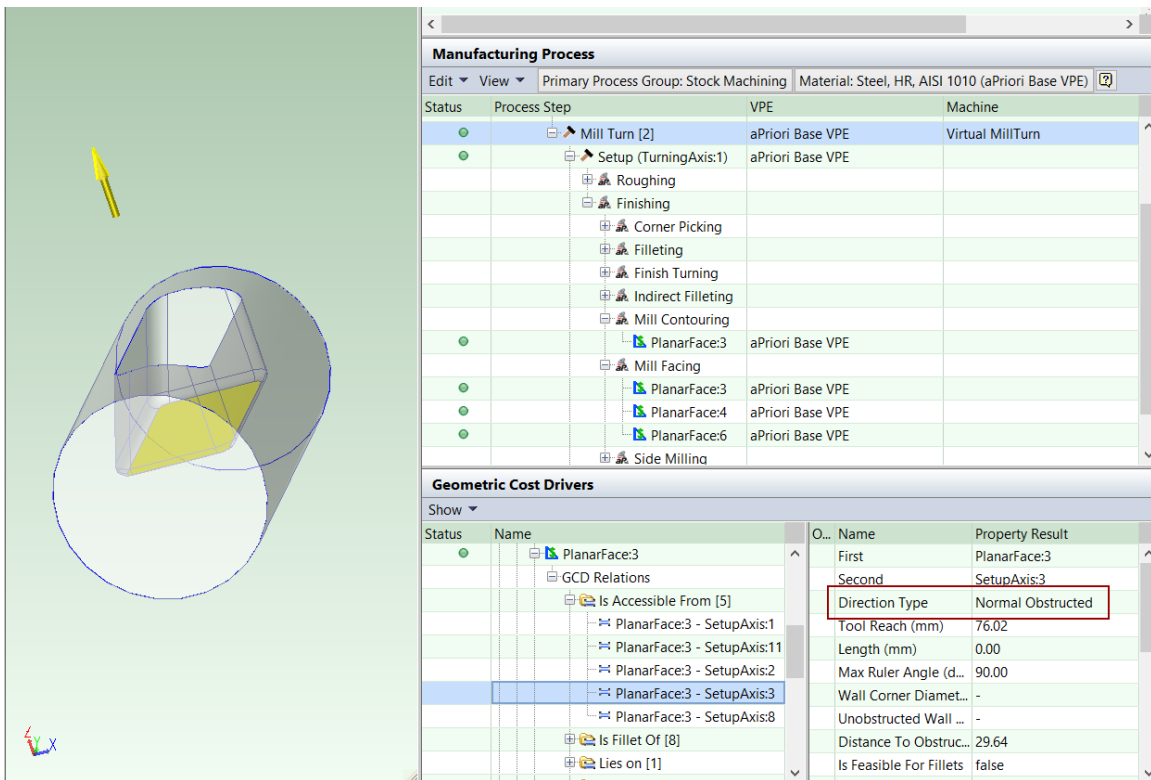 Manufacturing Process
Edit View Primary Process Group: Stock Machining Material: Steel, HR, AISI 1010 (aPriori Base VPE)
Status Process Step VPE Machine
Mill Turn [2] aPriori Base VPE Virtual MillTurn
Setup (TurningAxis:1) aPriori Base VPE
Roughing
Finishing
Corner Picking
Filleting
Finish Turning
Indirect Filleting
Mill Contouring
PlanarFace:3 aPriori Base VPE
Mill Facing
PlanarFace:3 aPriori Base VPE
PlanarFace:4 aPriori Base VPE
PlanarFace:6 aPriori Base VPE
Side Milling
Geometric Cost Drivers
Show
Status Name O... Name Property Result
PlanarFace:3 First PlanarFace:3
GCD Relations Second SetupAxis:3
Is Accessible From [5] Direction Type Normal Obstructed
PlanarFace:3 - SetupAxis:1 Tool Reach (mm) 76.02
PlanarFace:3 - SetupAxis:11 Length (mm) 0.00
PlanarFace:3 - SetupAxis:2 Max Ruler Angle (d... 90.00
PlanarFace:3 - SetupAxis:3 Wall Corner Diamet... -
PlanarFace:3 - SetupAxis:8 Unobstructed Wall ... -
Is Fillet Of [8] Distance To Obstruc... 29.64
Lies on [1] Is Feasible For Fillets false
Z Y X